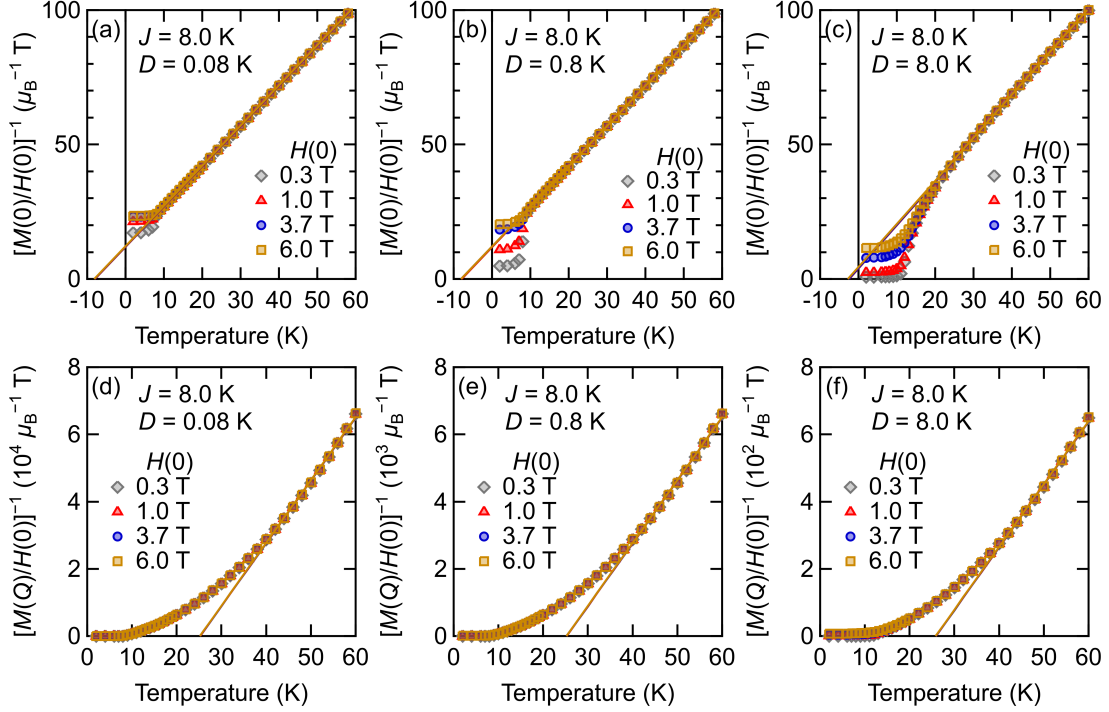 (a)
J = 8.0 K
D = 0.08 K
H(0)
0.3 T
1.0 T
3.7 T
6.0 T
[M(0)/H(0)]⁻¹ (μB⁻¹ T)
100
50
0
-10 0 10 20 30 40 50 60
Temperature (K)
(b)
J = 8.0 K
D = 0.8 K
H(0)
0.3 T
1.0 T
3.7 T
6.0 T
[M(0)/H(0)]⁻¹ (μB⁻¹ T)
100
50
0
-10 0 10 20 30 40 50 60
Temperature (K)
(c)
J = 8.0 K
D = 8.0 K
H(0)
0.3 T
1.0 T
3.7 T
6.0 T
[M(0)/H(0)]⁻¹ (μB⁻¹ T)
100
50
0
-10 0 10 20 30 40 50 60
Temperature (K)
(d)
J = 8.0 K
D = 0.08 K
H(0)
0.3 T
1.0 T
3.7 T
6.0 T
[M(Q)/H(0)]⁻¹ (10⁴ μB⁻¹ T)
8
6
4
2
0
0 10 20 30 40 50 60
Temperature (K)
(e)
J = 8.0 K
D = 0.8 K
H(0)
0.3 T
1.0 T
3.7 T
6.0 T
[M(Q)/H(0)]⁻¹ (10³ μB⁻¹ T)
8
6
4
2
0
0 10 20 30 40 50 60
Temperature (K)
(f)
J = 8.0 K
D = 8.0 K
H(0)
0.3 T
1.0 T
3.7 T
6.0 T
[M(Q)/H(0)]⁻¹ (10² μB⁻¹ T)
8
6
4
2
0
0 10 20 30 40 50 60
Temperature (K)